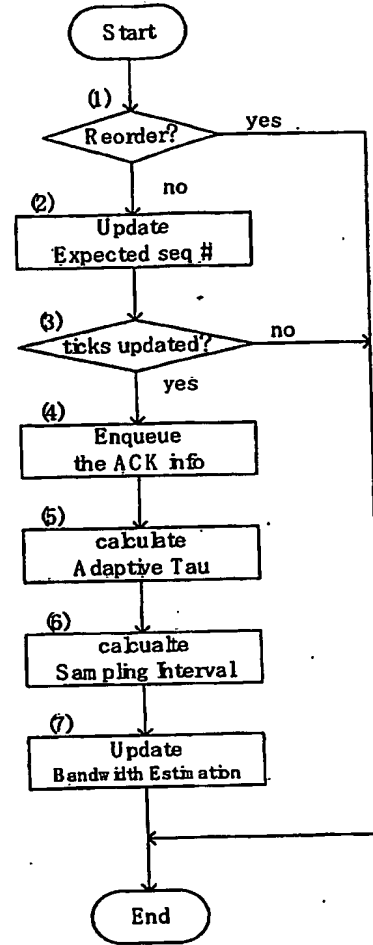 Start
(1)
Reorder?
yes
no
(2)
Update
Expected seq #
(3)
ticks updated?
no
yes
(4)
Enqueue
the ACK info
(5)
calculate
Adaptive Tau
(6)
calcualte
Sampling Interval
(7)
Update
Bandwidth Estimation
End